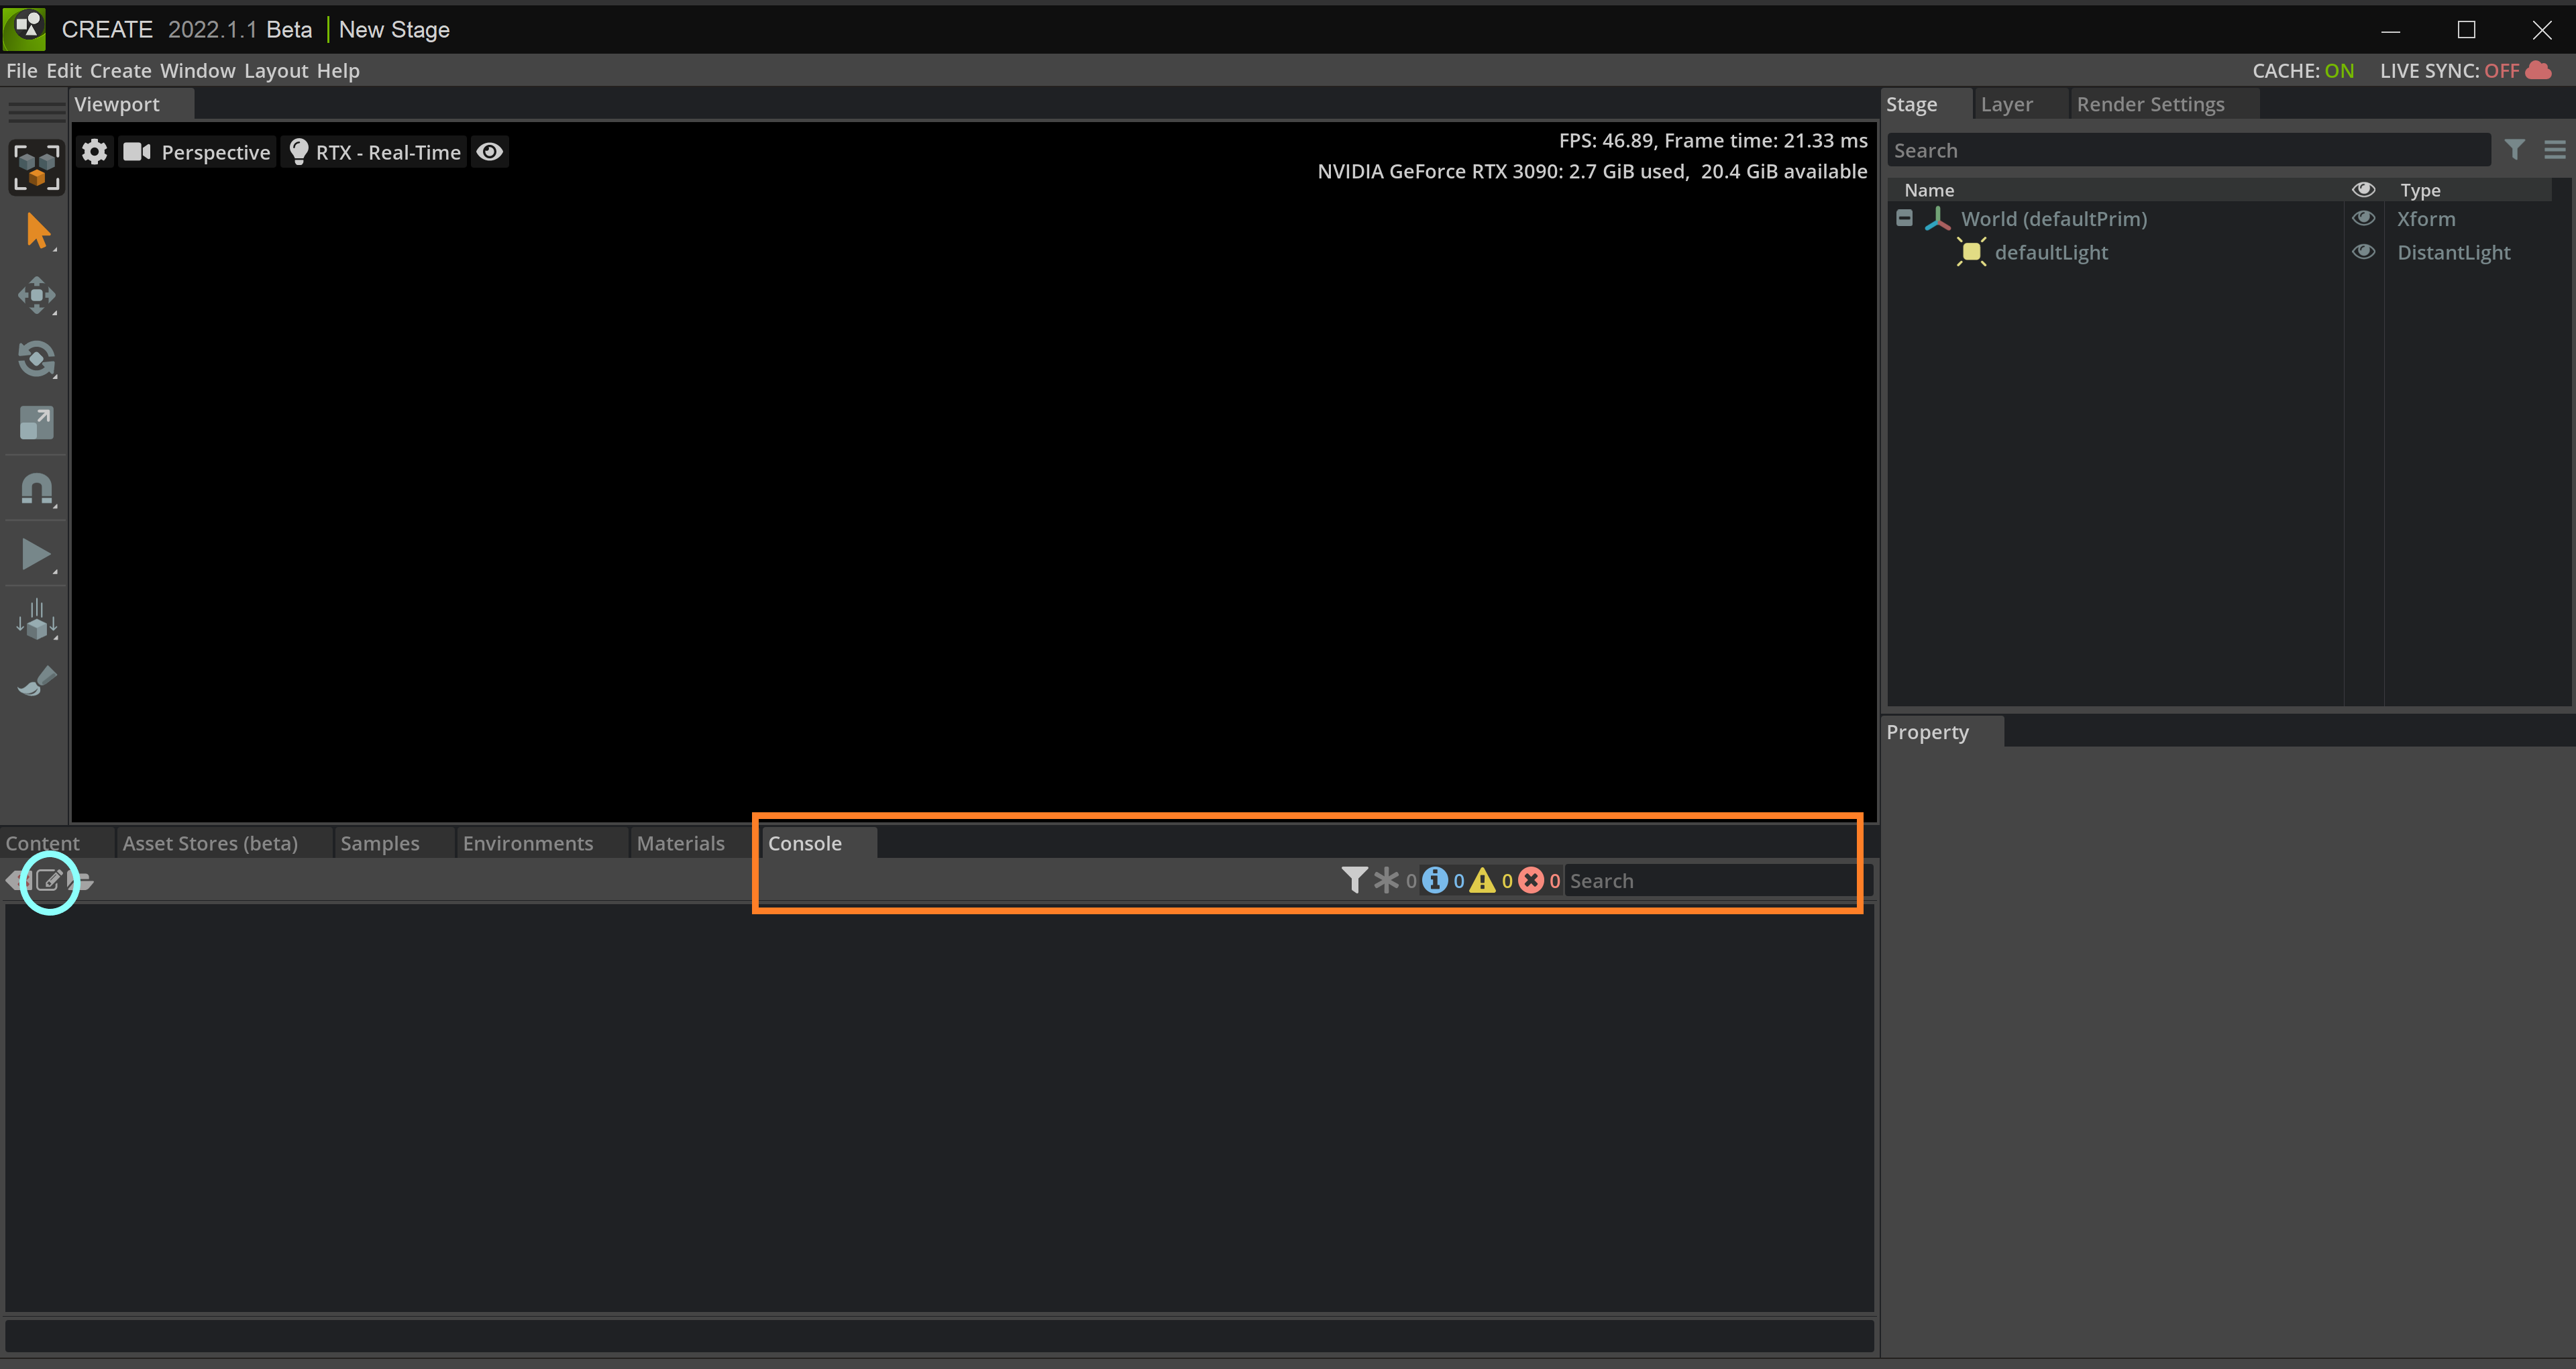 CREATE 2022.1.1 Beta | New Stage
File Edit Create Window Layout Help
CACHE: ON LIVE SYNC: OFF
Viewport
Stage Layer Render Settings
Perspective RTX - Real-Time
FPS: 46.89, Frame time: 21.33 ms
NVIDIA GeForce RTX 3090: 2.7 GiB used, 20.4 GiB available
Search
Name Type
World (defaultPrim) Xform
defaultLight DistantLight
Property
Content Asset Stores (beta) Samples Environments Materials Console
0 0 0 0 Search